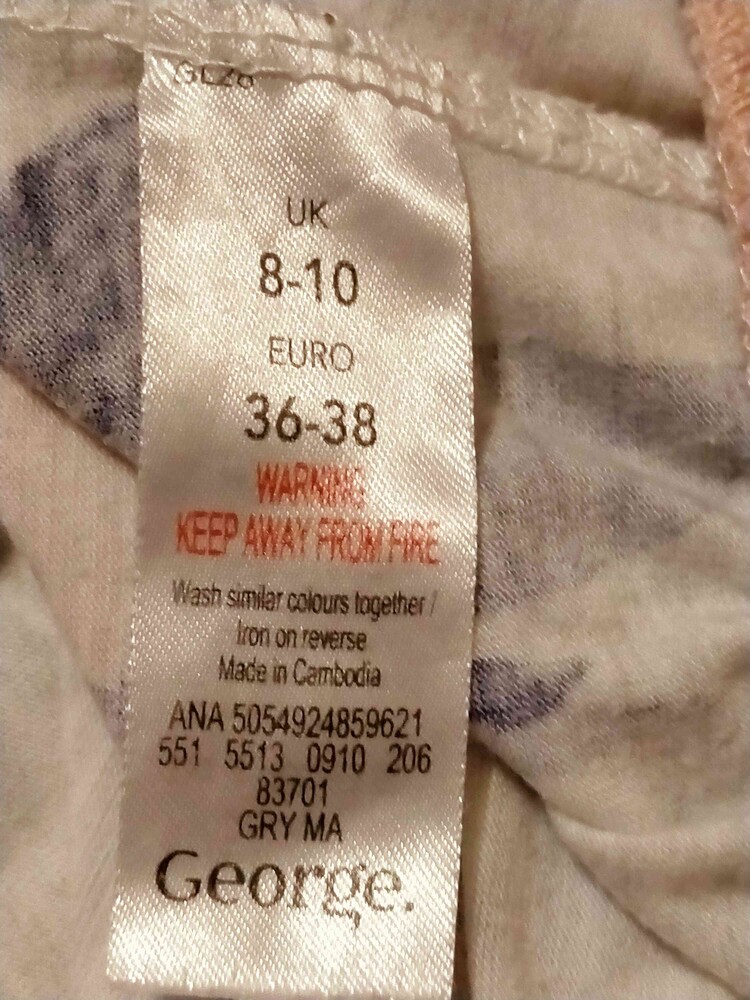 UK
8-10
EURO
36-38
WARNING
KEEP AWAY FROM FIRE
Wash similar colours together /
Iron on reverse
Made in Cambodia
ANA 5054924859621
551 5513 0910 206
83701
GRY MA
George.